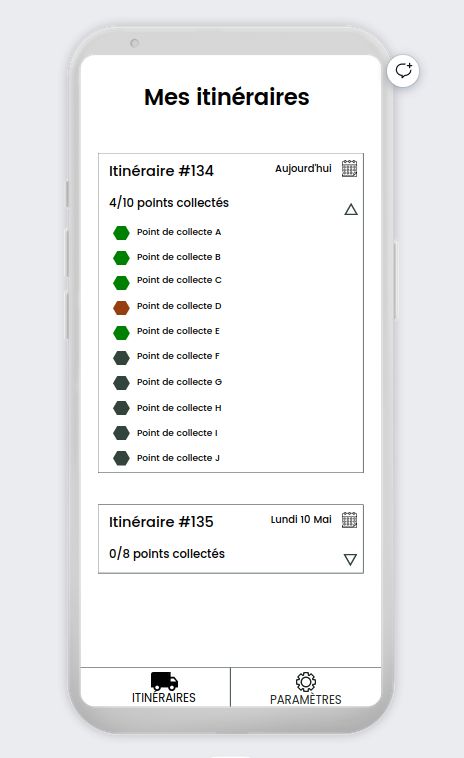 Mes itinéraires
Itinéraire #134
Aujourd'hui
4/10 points collectés
Point de collecte A
Point de collecte B
Point de collecte C
Point de collecte D
Point de collecte E
Point de collecte F
Point de collecte G
Point de collecte H
Point de collecte I
Point de collecte J
Itinéraire #135
Lundi 10 Mai
0/8 points collectés
ITINÉRAIRES
PARAMÈTRES